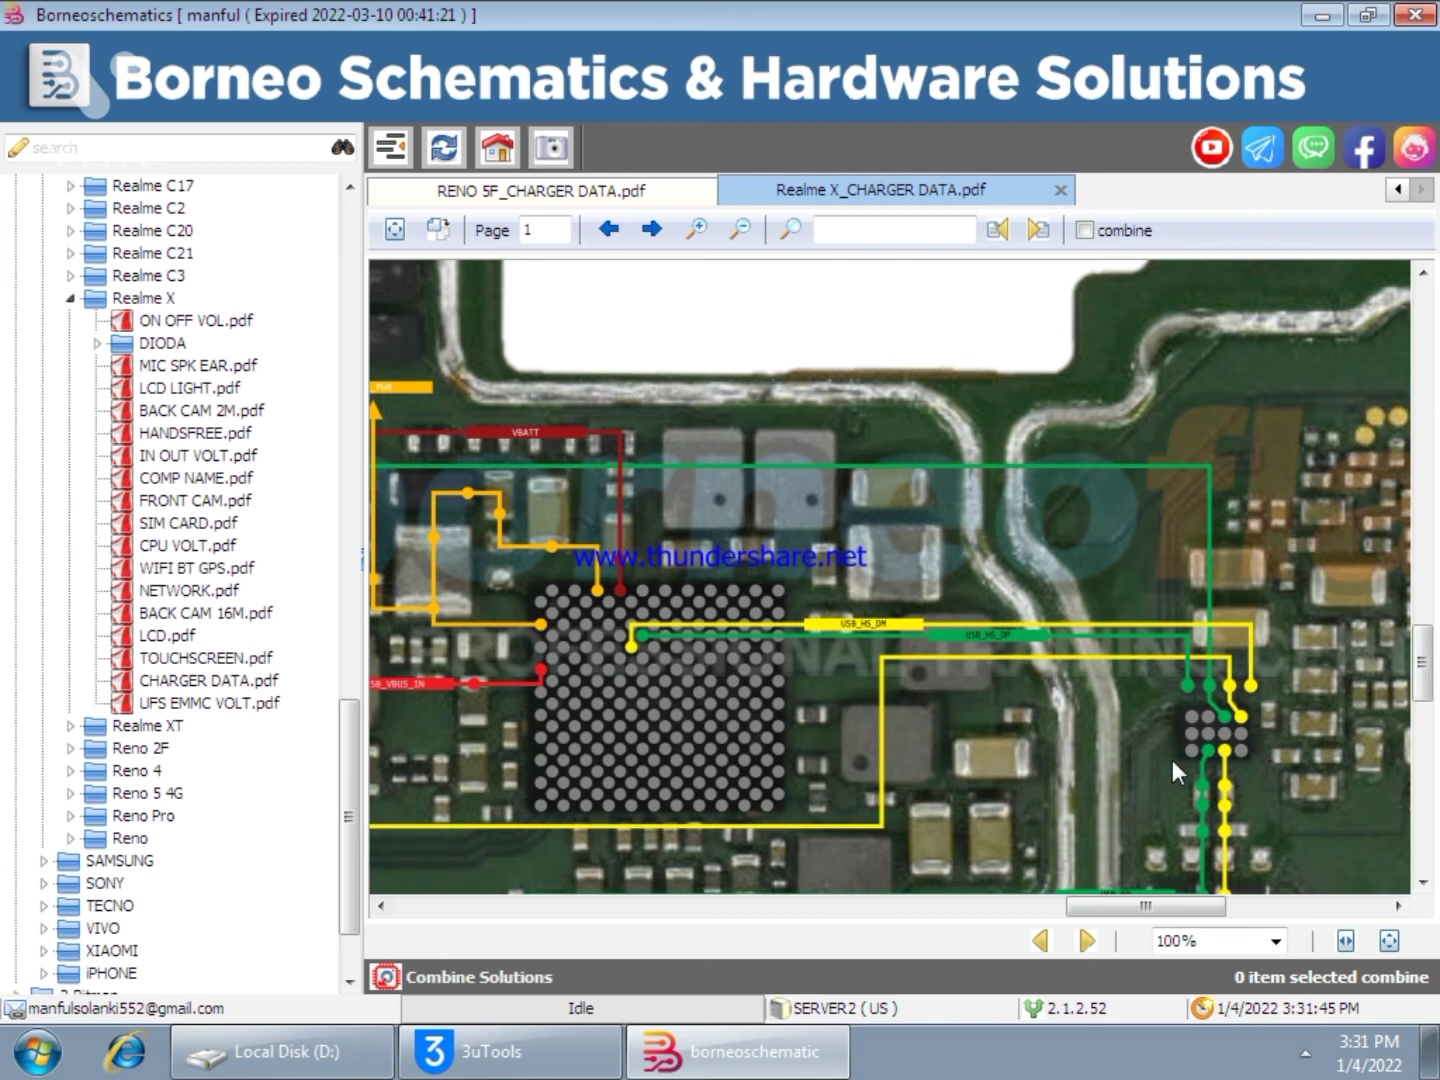 Borneoschematics [ manful ( Expired 2022-03-10 00:41:21 ) ]
Borneo Schematics & Hardware Solutions
search
Realme C17
Realme C2
Realme C20
Realme C21
Realme C3
Realme X
ON OFF VOL.pdf
DIODA
MIC SPK EAR.pdf
LCD LIGHT.pdf
BACK CAM 2M.pdf
HANDSFREE.pdf
IN OUT VOLT.pdf
COMP NAME.pdf
FRONT CAM.pdf
SIM CARD.pdf
CPU VOLT.pdf
WIFI BT GPS.pdf
NETWORK.pdf
BACK CAM 16M.pdf
LCD.pdf
TOUCHSCREEN.pdf
CHARGER DATA.pdf
UFS EMMC VOLT.pdf
Realme XT
Reno 2F
Reno 4
Reno 5 4G
Reno Pro
Reno
SAMSUNG
SONY
TECNO
VIVO
XIAOMI
iPHONE
RENO 5F_CHARGER DATA.pdf
Realme X_CHARGER DATA.pdf
Page 1
combine
_PWR
VBATT
www.thundershare.net
USB_HS_DM
USB_HS_DP
SB_VBUS_IN
100%
Combine Solutions
0 item selected combine
manfulsolanki552@gmail.com
Idle
SERVER2 ( US )
2.1.2.52
1/4/2022 3:31:45 PM
Local Disk (D:)
3uTools
borneoschematic
3:31 PM
1/4/2022